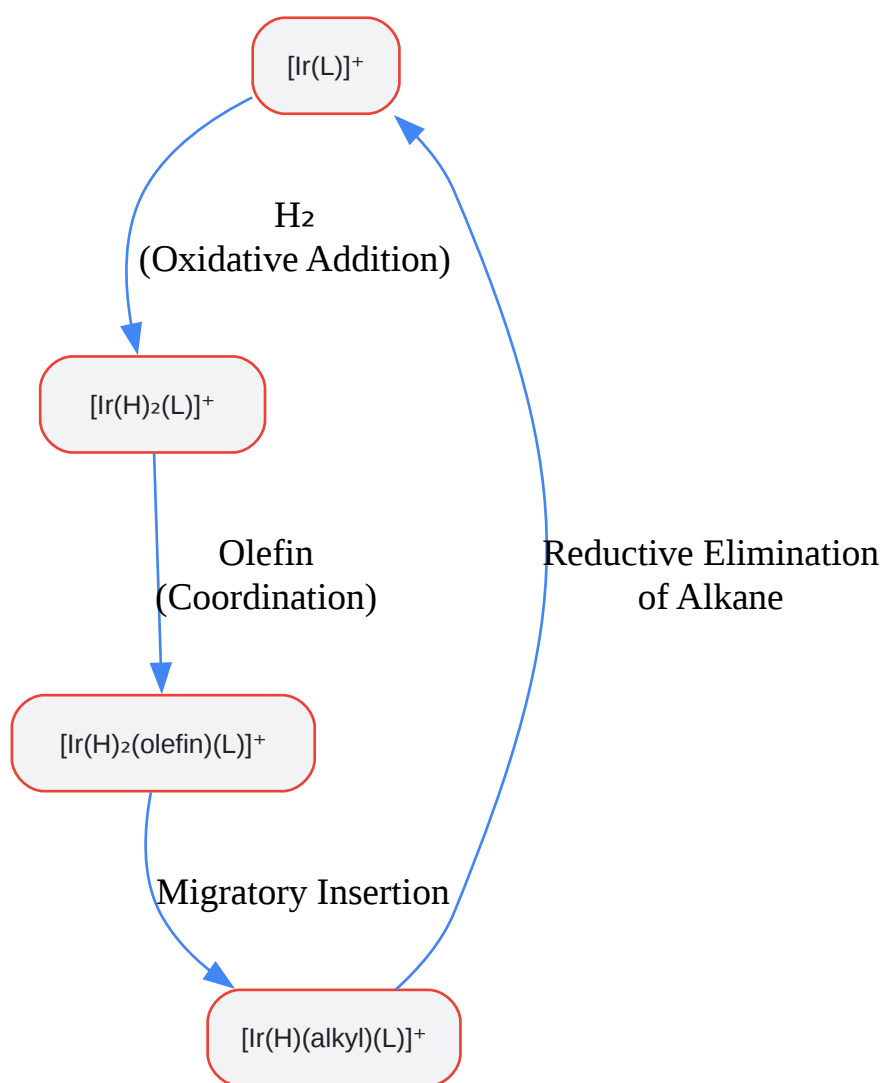 [Ir(L)]⁺
H₂
(Oxidative Addition)
[Ir(H)₂(L)]⁺
Olefin
(Coordination)
Reductive Elimination
of Alkane
[Ir(H)₂(olefin)(L)]⁺
Migratory Insertion
[Ir(H)(alkyl)(L)]⁺